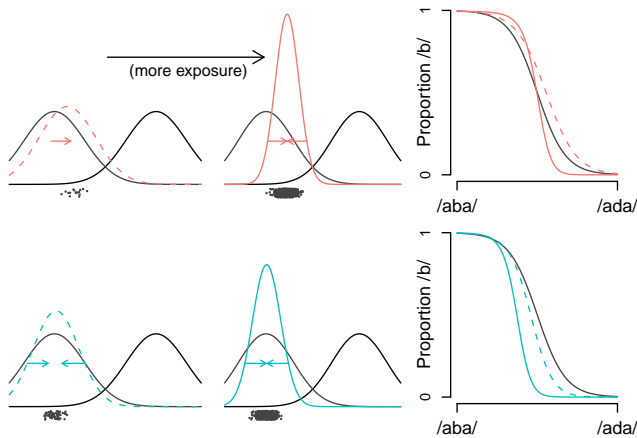 (more exposure)
Proportion /b/
1
0
/aba/
/ada/
Proportion /b/
1
0
/aba/
/ada/